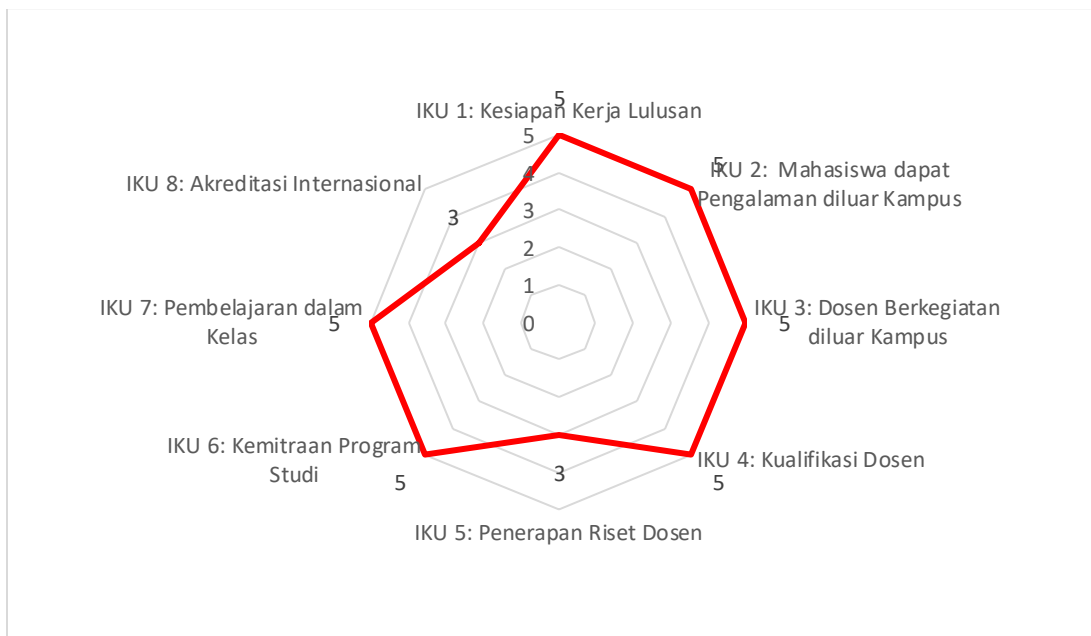 5
IKU 1: Kesiapan Kerja Lulusan
5
5
IKU 2: Mahasiswa dapat
Pengalaman diluar Kampus
IKU 8: Akreditasi Internasional
4
3
3
2
1
0
IKU 7: Pembelajaran dalam
Kelas
5
IKU 3: Dosen Berkegiatan
diluar Kampus
5
IKU 6: Kemitraan Program
Studi
5
IKU 4: Kualifikasi Dosen
5
3
IKU 5: Penerapan Riset Dosen